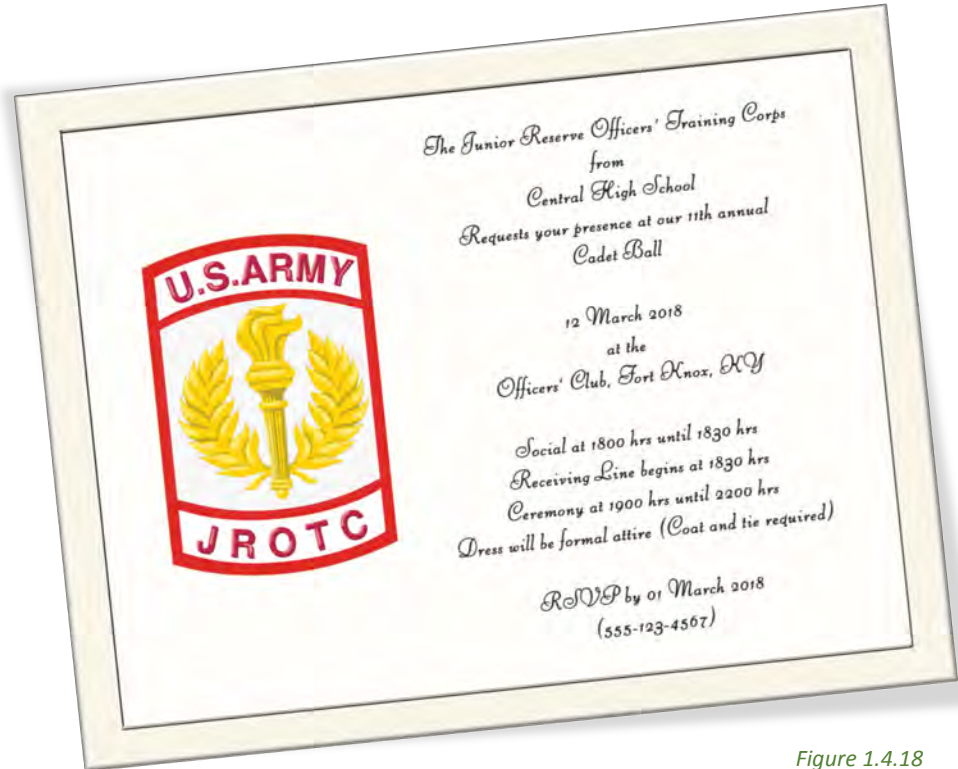 U.S.ARMY
JROTC
The Junior Reserve Officers' Training Corps
from
Central High School
Requests your presence at our 11th annual
Cadet Ball
12 March 2018
at the
Officers' Club, Fort Knox, KY
Social at 1800 hrs until 1830 hrs
Receiving Line begins at 1830 hrs
Ceremony at 1900 hrs until 2200 hrs
Dress will be formal attire (Coat and tie required)
RSVP by 01 March 2018
(555-123-4567)
Figure 1.4.18